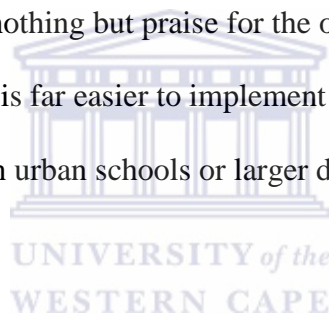 nothing but praise for the
is far easier to implement
urban schools or larger
UNIVERSITY of the
WESTERN CAPE